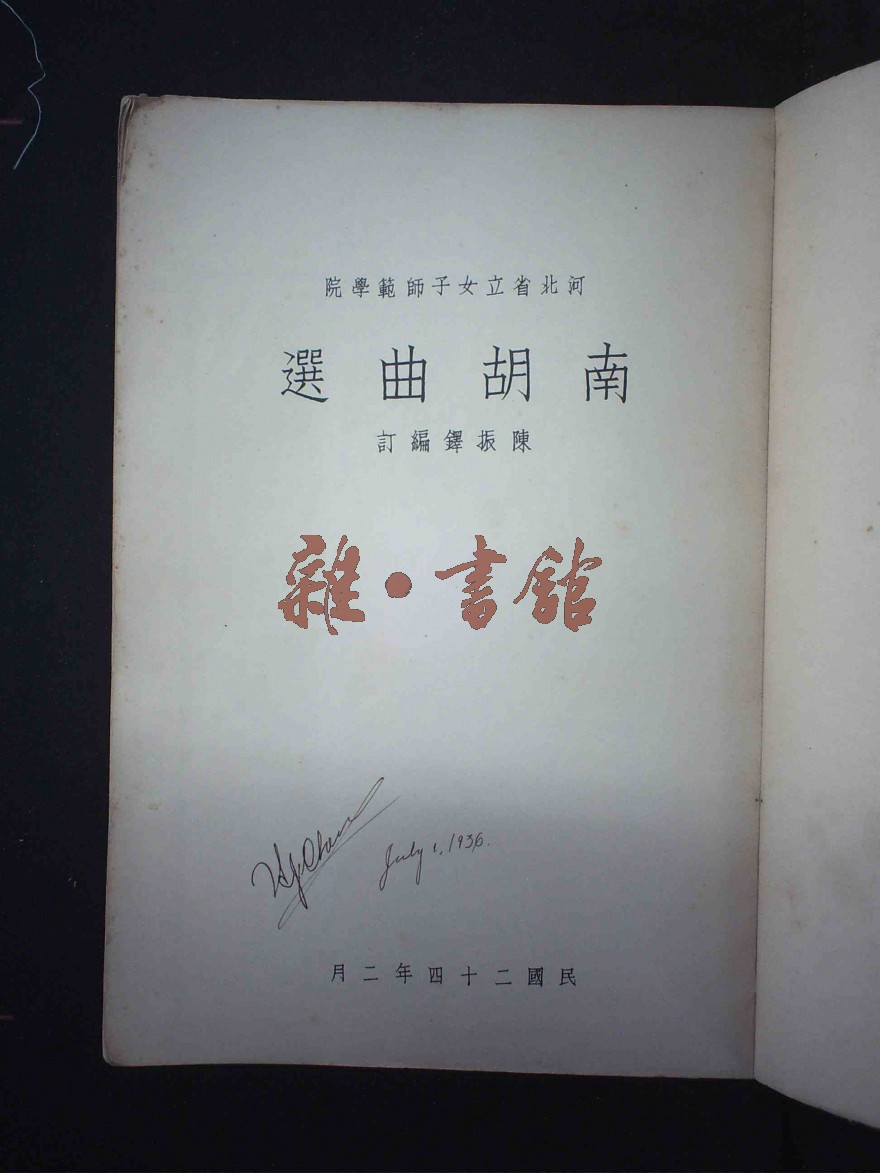 河北省立女子師範學院
南胡曲選
陳振鐸編訂
雜·書館
July 1, 1936.
民國二十四年二月